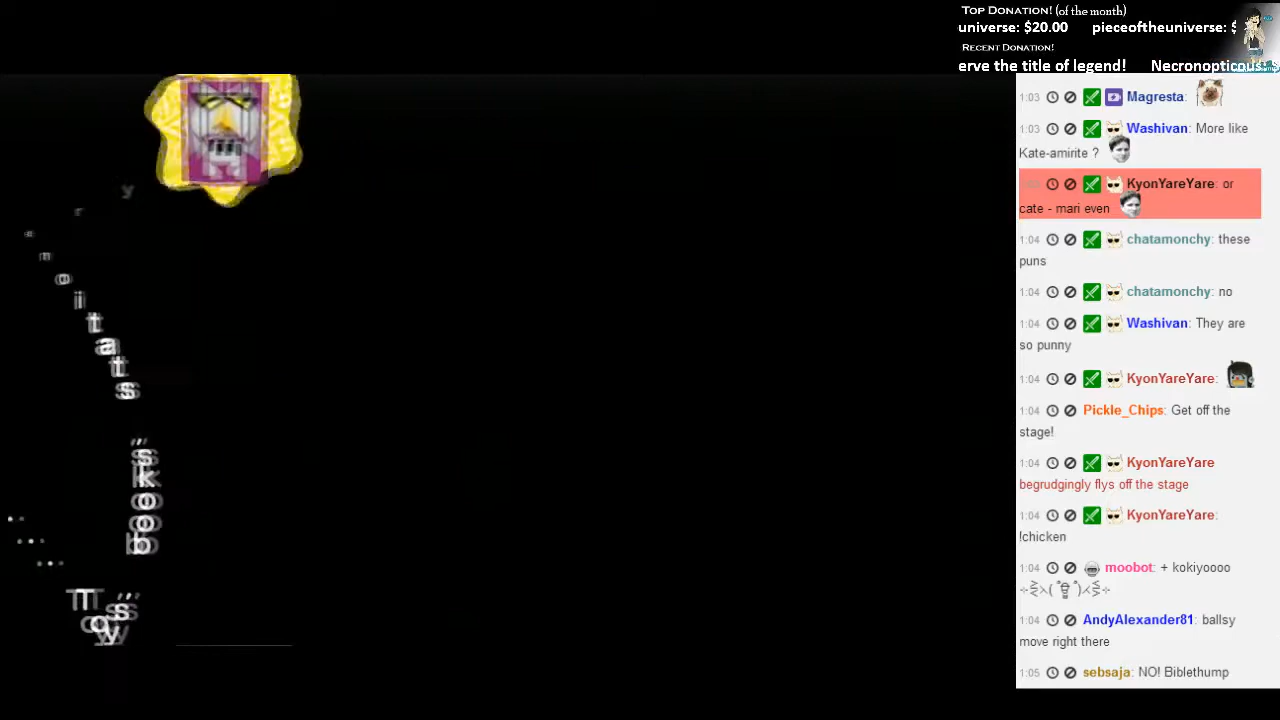 TOP DONATION! (of the month)
universe: $20.00 pieceoftheuniverse: $
RECENT DONATION!
erve the title of legend! Necronopticous: $
1:03 Magresta:
1:03 Washivan: More like
Kate-amirite ?
KyonYareYare: or
cate - mari even
1:04 chatamonchy: these
puns
1:04 chatamonchy: no
1:04 Washivan: They are
so punny
1:04 KyonYareYare:
1:04 Pickle_Chips: Get off the
stage!
1:04 KyonYareYare
begrudgingly flys off the stage
1:04 KyonYareYare:
!chicken
1:04 moobot: + kokiyoooo
1:04 AndyAlexander81: ballsy
move right there
1:05 sebsaja: NO! Biblethump
y
r
e
n
o
i
t
a
t
s
"
s
k
o
o
b
...
...
...
T
o
y
s
"